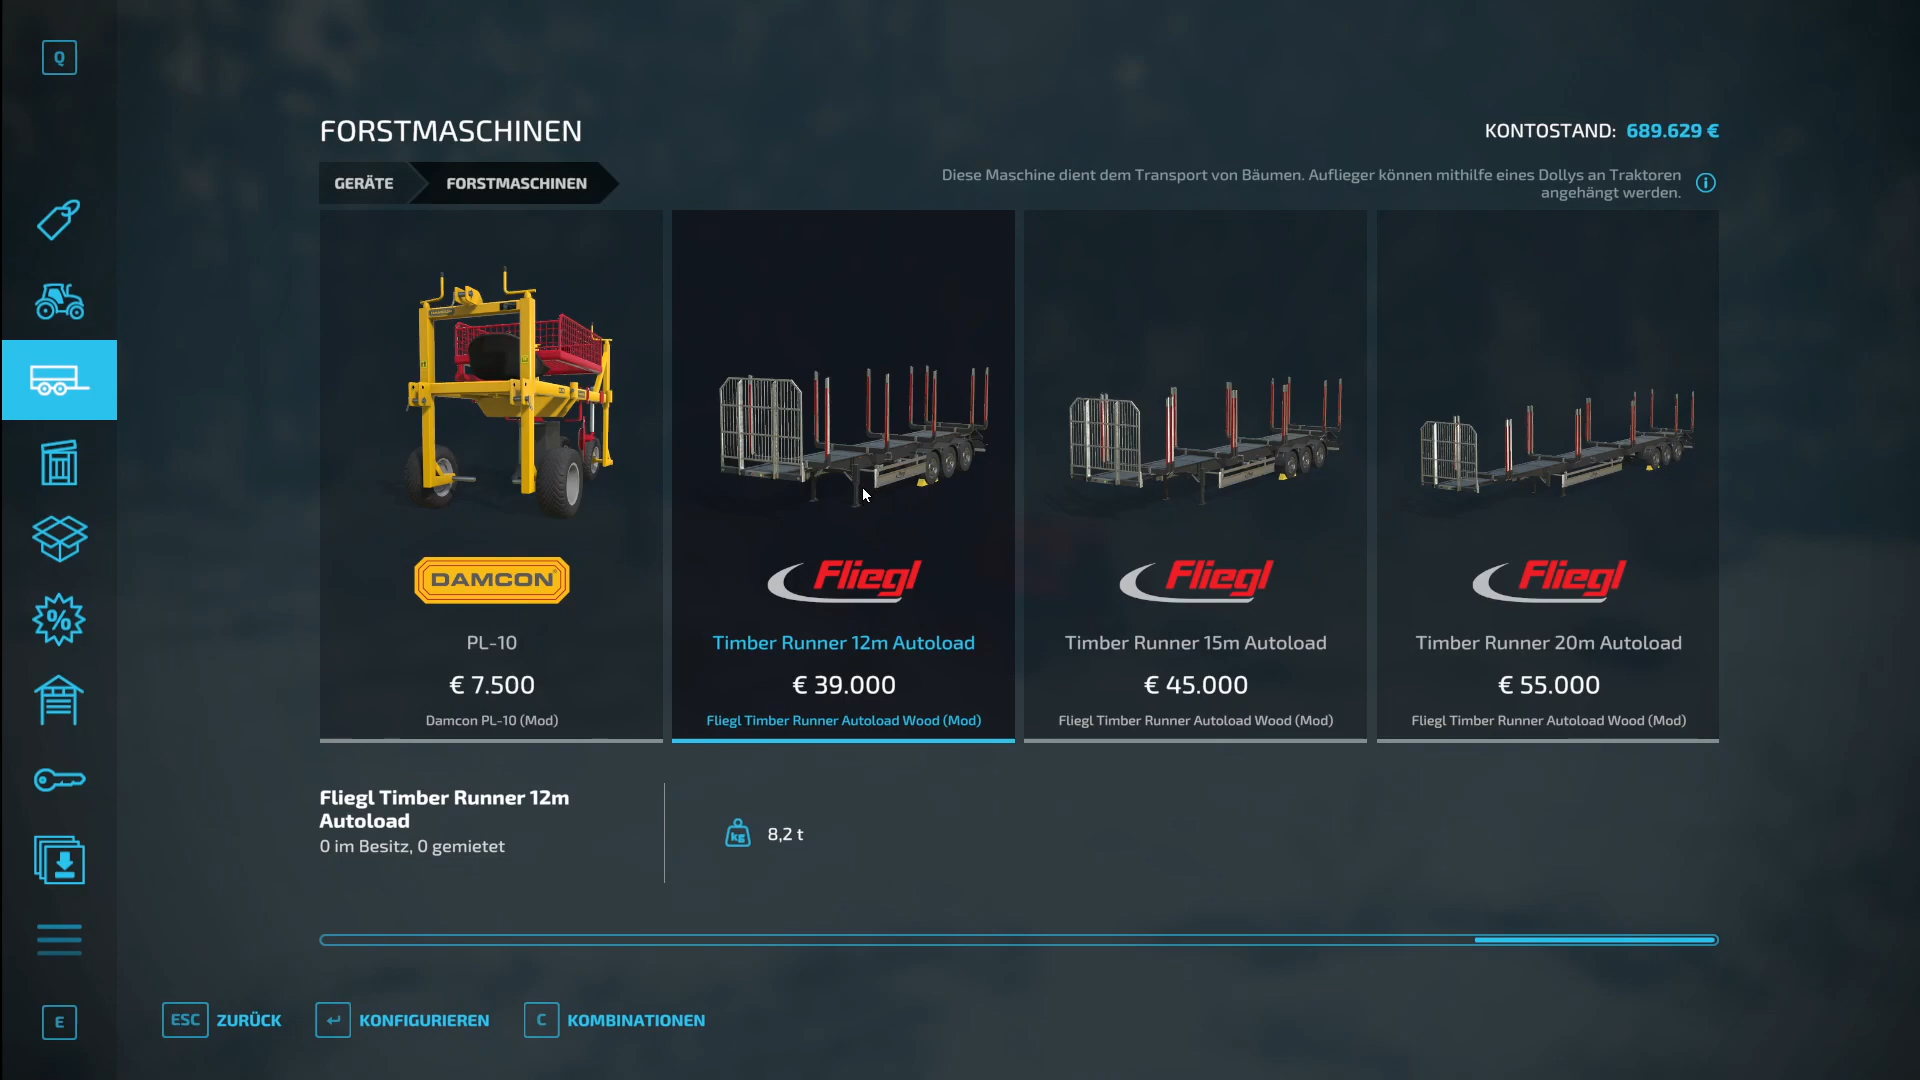 Q
FORSTMASCHINEN
KONTOSTAND: 689.629 €
GERÄTE
FORSTMASCHINEN
Diese Maschine dient dem Transport von Bäumen. Auflieger können mithilfe eines Dollys an Traktoren
angehängt werden.
DAMCON
Fliegl
Fliegl
Fliegl
PL-10
Timber Runner 12m Autoload
Timber Runner 15m Autoload
Timber Runner 20m Autoload
€ 7.500
€ 39.000
€ 45.000
€ 55.000
Damcon PL-10 (Mod)
Fliegl Timber Runner Autoload Wood (Mod)
Fliegl Timber Runner Autoload Wood (Mod)
Fliegl Timber Runner Autoload Wood (Mod)
Fliegl Timber Runner 12m
Autoload
0 im Besitz, 0 gemietet
kg
8,2 t
E
ESC ZURÜCK
KONFIGURIEREN
C KOMBINATIONEN